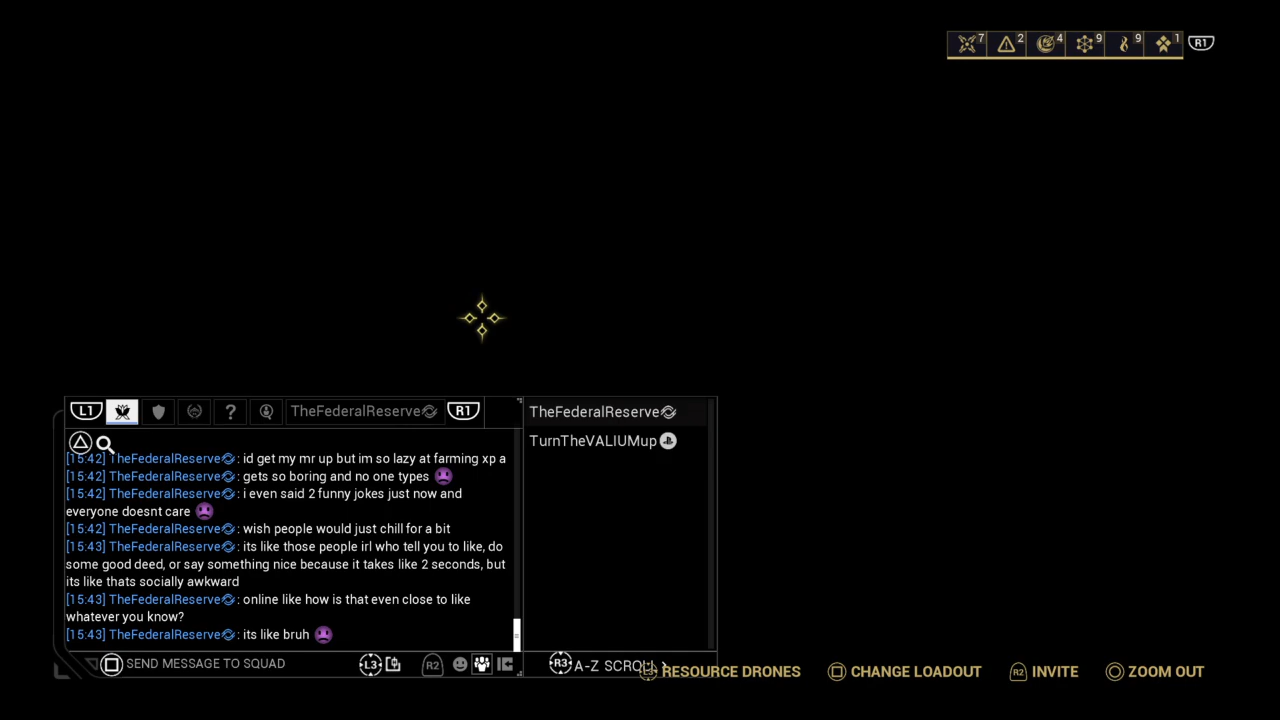 7 2 4 9 9 1 R1
L1 ? TheFederalReserve R1
[15:42] TheFederalReserve: id get my mr up but im so lazy at farming xp a
[15:42] TheFederalReserve: gets so boring and no one types
[15:42] TheFederalReserve: i even said 2 funny jokes just now and
everyone doesnt care
[15:42] TheFederalReserve: wish people would just chill for a bit
[15:43] TheFederalReserve: its like those people irl who tell you to like, do
some good deed, or say something nice because it takes like 2 seconds, but
its like thats socially awkward
[15:43] TheFederalReserve: online like how is that even close to like
whatever you know?
[15:43] TheFederalReserve: its like bruh
SEND MESSAGE TO SQUAD L3 R2
TheFederalReserve
TurnTheVALIUMup
R3 A-Z SCROLL
L3 RESOURCE DRONES CHANGE LOADOUT R2 INVITE ZOOM OUT